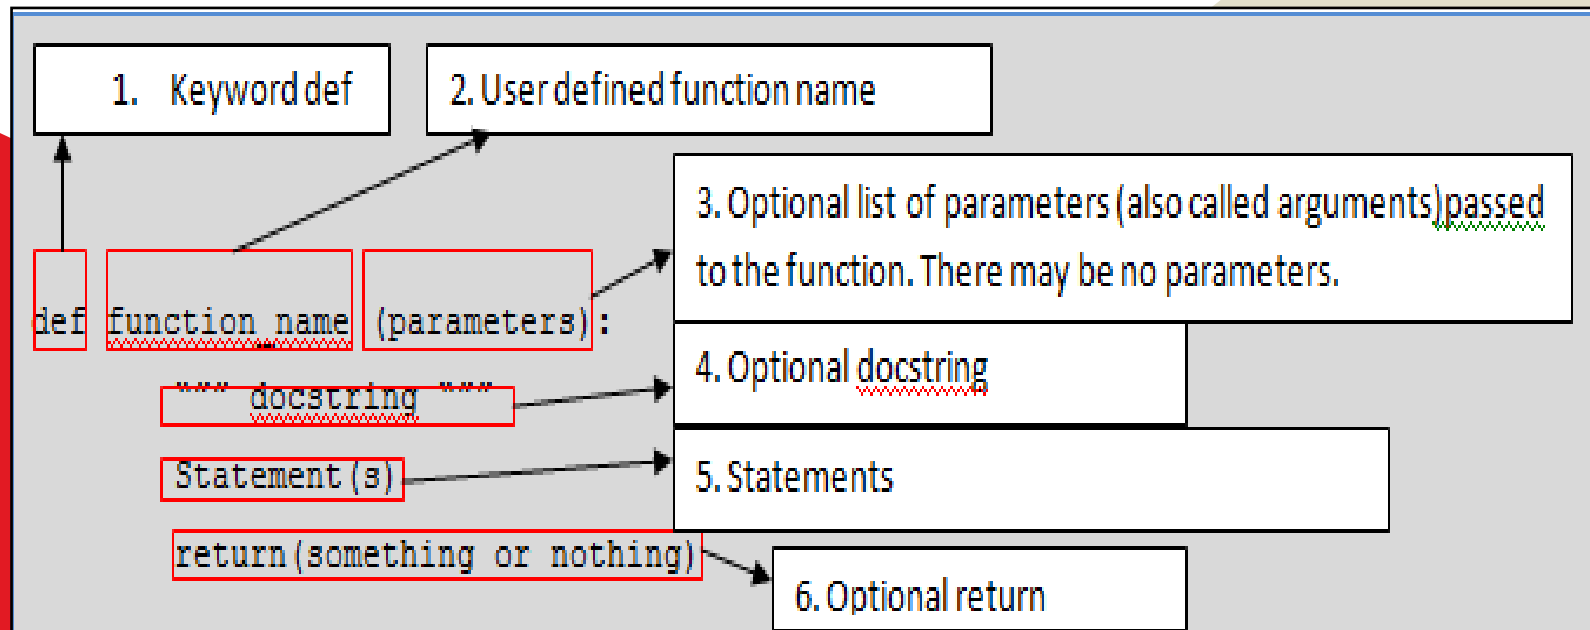 1. Keyword def
2. User defined function name
3. Optional list of parameters (also called arguments)passed
to the function. There may be no parameters.
def function_name (parameters):
4. Optional docstring
""" docstring """
5. Statements
Statement(s)
return(something or nothing)
6. Optional return